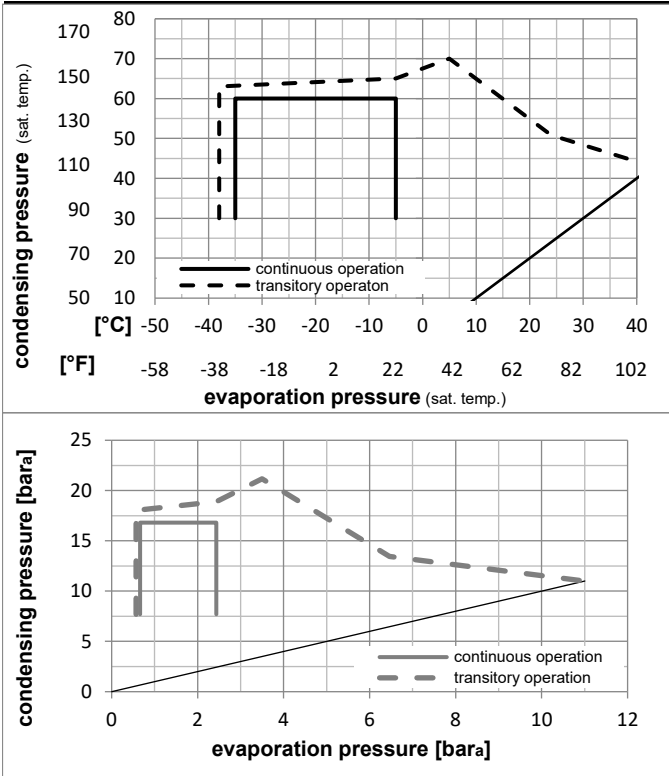 condensing pressure (sat. temp.)
170 80
70
150 60
130 50
40
110 30
90 20
70 10
50
continuous operation
transitory operaton
[°C] -50 -40 -30 -20 -10 0 10 20 30 40
[°F] -58 -38 -18 2 22 42 62 82 102
evaporation pressure (sat. temp.)
condensing pressure [bara]
25
20
15
10
5
0
continuous operation
transitory operation
0 2 4 6 8 10 12
evaporation pressure [bara]